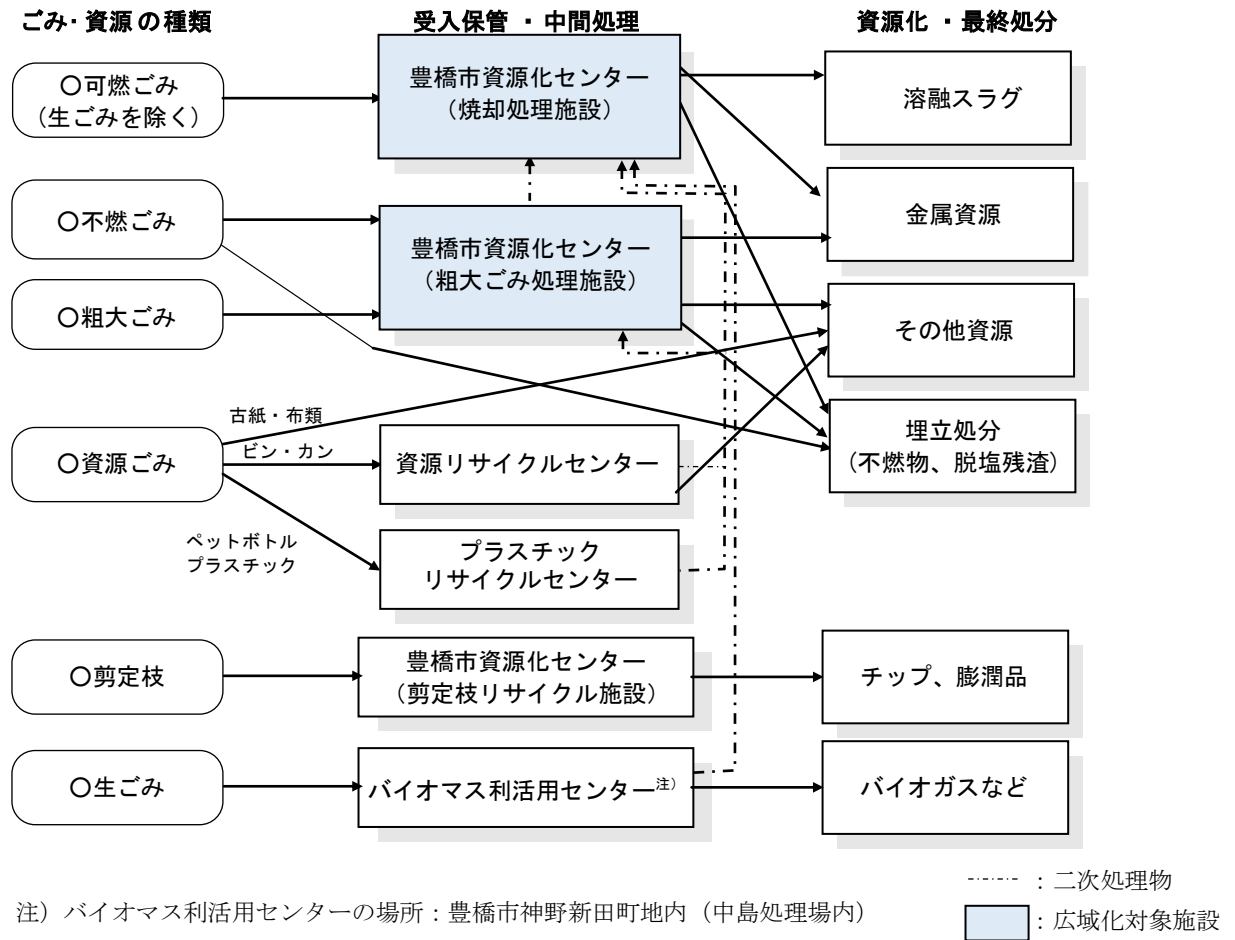 ごみ・資源の種類
受入保管・中間処理
資源化・最終処分
○可燃ごみ
（生ごみを除く）
豊橋市資源化センター
（焼却処理施設）
溶融スラグ
○不燃ごみ
豊橋市資源化センター
（粗大ごみ処理施設）
金属資源
○粗大ごみ
その他資源
古紙・布類
○資源ごみ
ビン・カン
資源リサイクルセンター
埋立処分
（不燃物、脱塩残渣）
ペットボトル
プラスチック
プラスチック
リサイクルセンター
○剪定枝
豊橋市資源化センター
（剪定枝リサイクル施設）
チップ、膨潤品
○生ごみ
バイオマス利活用センター注）
バイオガスなど
：二次処理物
注）バイオマス利活用センターの場所：豊橋市神野新田町地内（中島処理場内）
：広域化対象施設